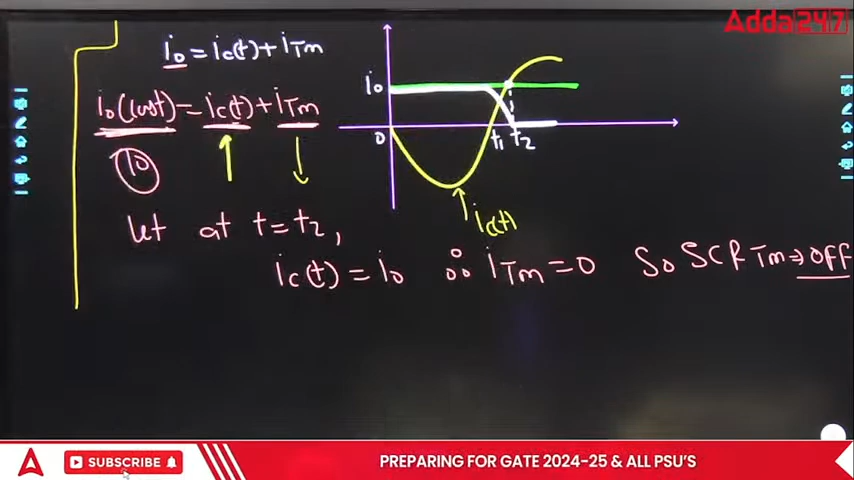 Adda247
i₀ = ic(t) + iTm
i₀(const) = ic(t) + iTm
10
i₀
0
t₁ t₂
ic(t)
let at t = t₂,
ic(t) = i₀ ∴ iTm = 0 So SCR Tm ⇒ OFF
SUBSCRIBE
PREPARING FOR GATE 2024-25 & ALL PSU'S